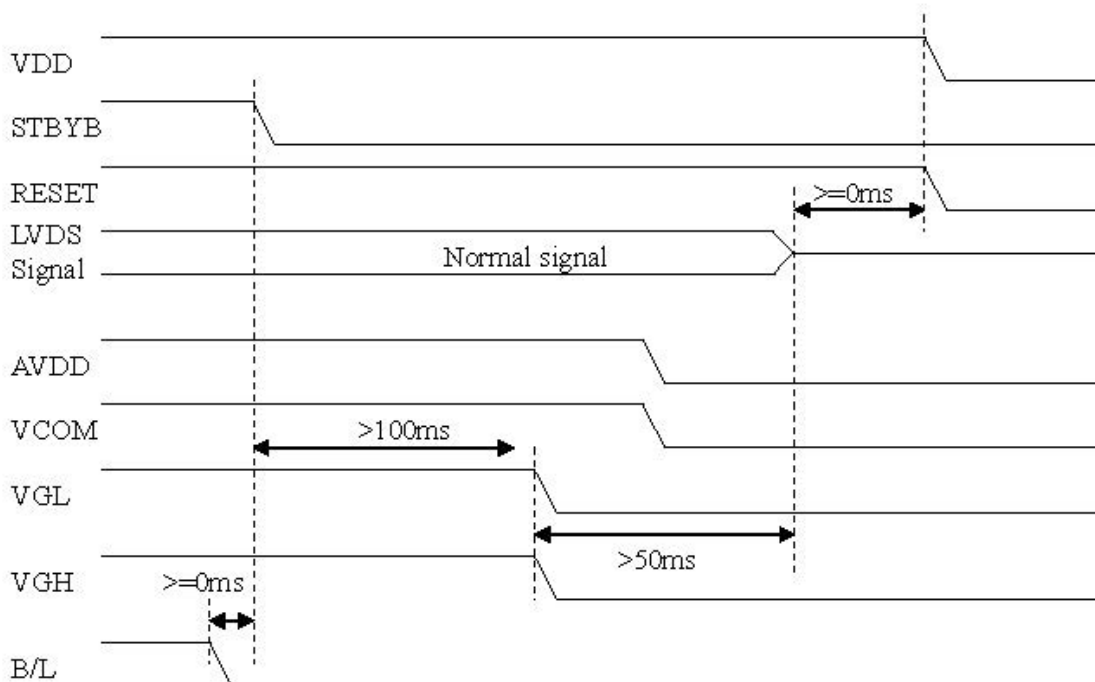 VDD
STBYB
RESET
>=0ms
LVDS
Signal
Normal signal
AVDD
VCOM
>100ms
VGL
>50ms
VGH
>=0ms
B/L